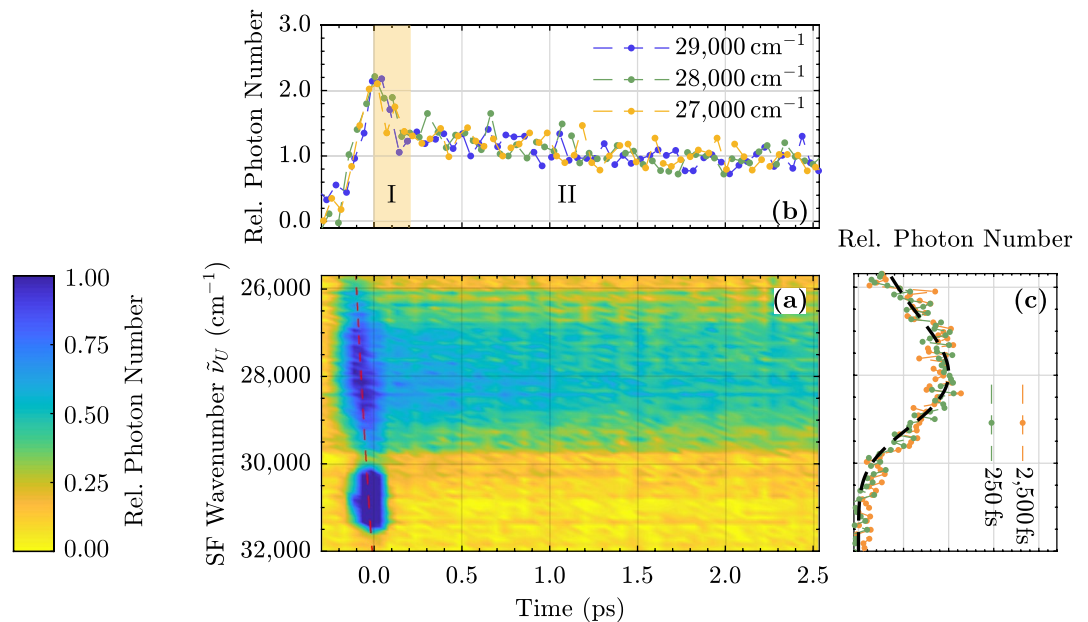 Rel. Photon Number
3.0
2.0
1.0
0.0
29,000 cm⁻¹
28,000 cm⁻¹
27,000 cm⁻¹
I
II
(b)
Rel. Photon Number
1.00
0.75
0.50
0.25
0.00
Rel. Photon Number
SF Wavenumber ν̃_U (cm⁻¹)
26,000
28,000
30,000
32,000
(a)
0.0
0.5
1.0
1.5
2.0
2.5
Time (ps)
(c)
2,500 fs
250 fs